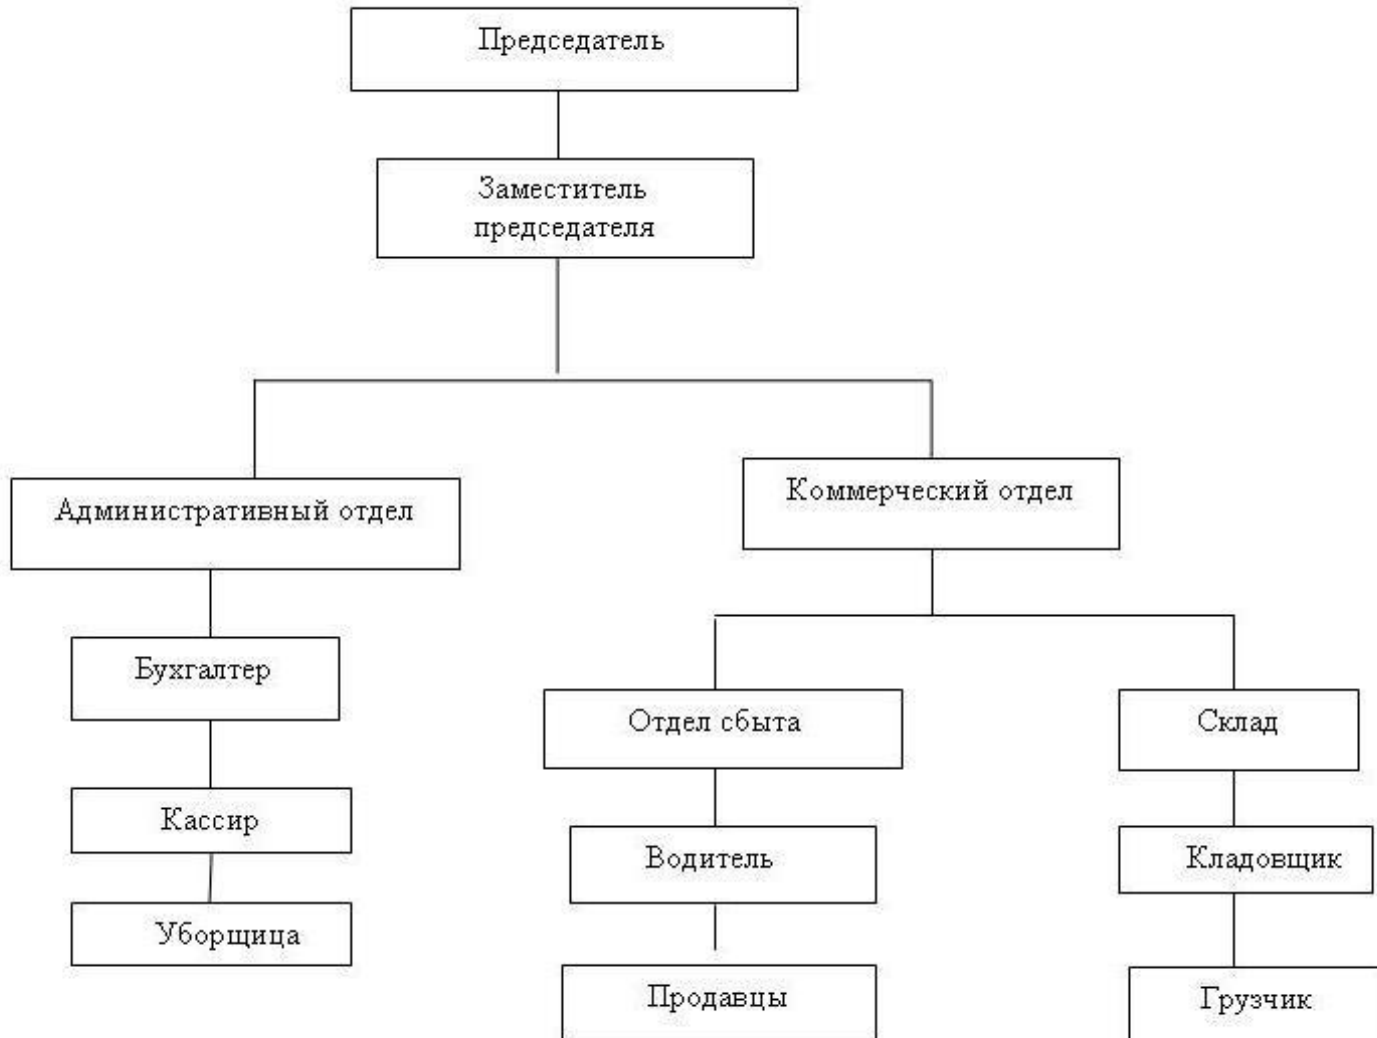 Председатель
Заместитель
председателя
Административный отдел
Коммерческий отдел
Бухгалтер
Отдел сбыта
Склад
Кассир
Водитель
Кладовщик
Уборщица
Продавцы
Грузчик